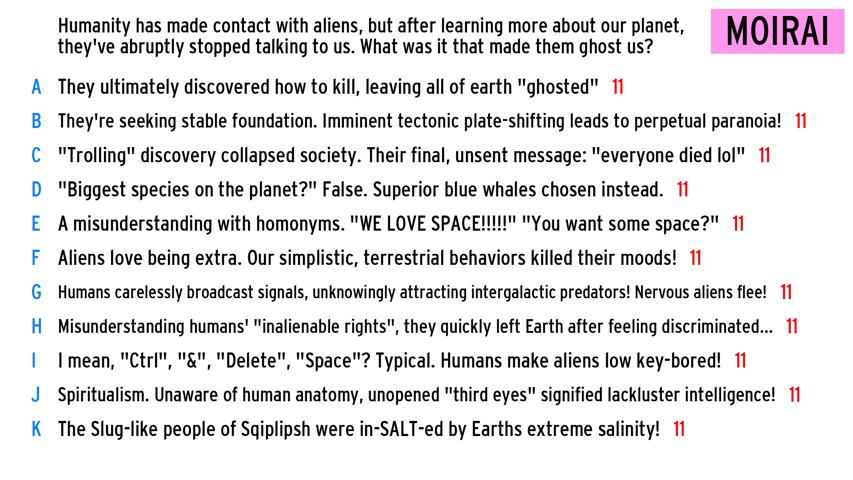 Humanity has made contact with aliens, but after learning more about our planet,
they've abruptly stopped talking to us. What was it that made them ghost us?
MOIRAI
A They ultimately discovered how to kill, leaving all of earth "ghosted" 11
B They're seeking stable foundation. Imminent tectonic plate-shifting leads to perpetual paranoia! 11
C "Trolling" discovery collapsed society. Their final, unsent message: "everyone died lol" 11
D "Biggest species on the planet?" False. Superior blue whales chosen instead. 11
E A misunderstanding with homonyms. "WE LOVE SPACE!!!!!" "You want some space?" 11
F Aliens love being extra. Our simplistic, terrestrial behaviors killed their moods! 11
G Humans carelessly broadcast signals, unknowingly attracting intergalactic predators! Nervous aliens flee! 11
H Misunderstanding humans' "inalienable rights", they quickly left Earth after feeling discriminated... 11
I I mean, "Ctrl", "&", "Delete", "Space"? Typical. Humans make aliens low key-bored! 11
J Spiritualism. Unaware of human anatomy, unopened "third eyes" signified lackluster intelligence! 11
K The Slug-like people of Sqiplipsh were in-SALT-ed by Earths extreme salinity! 11